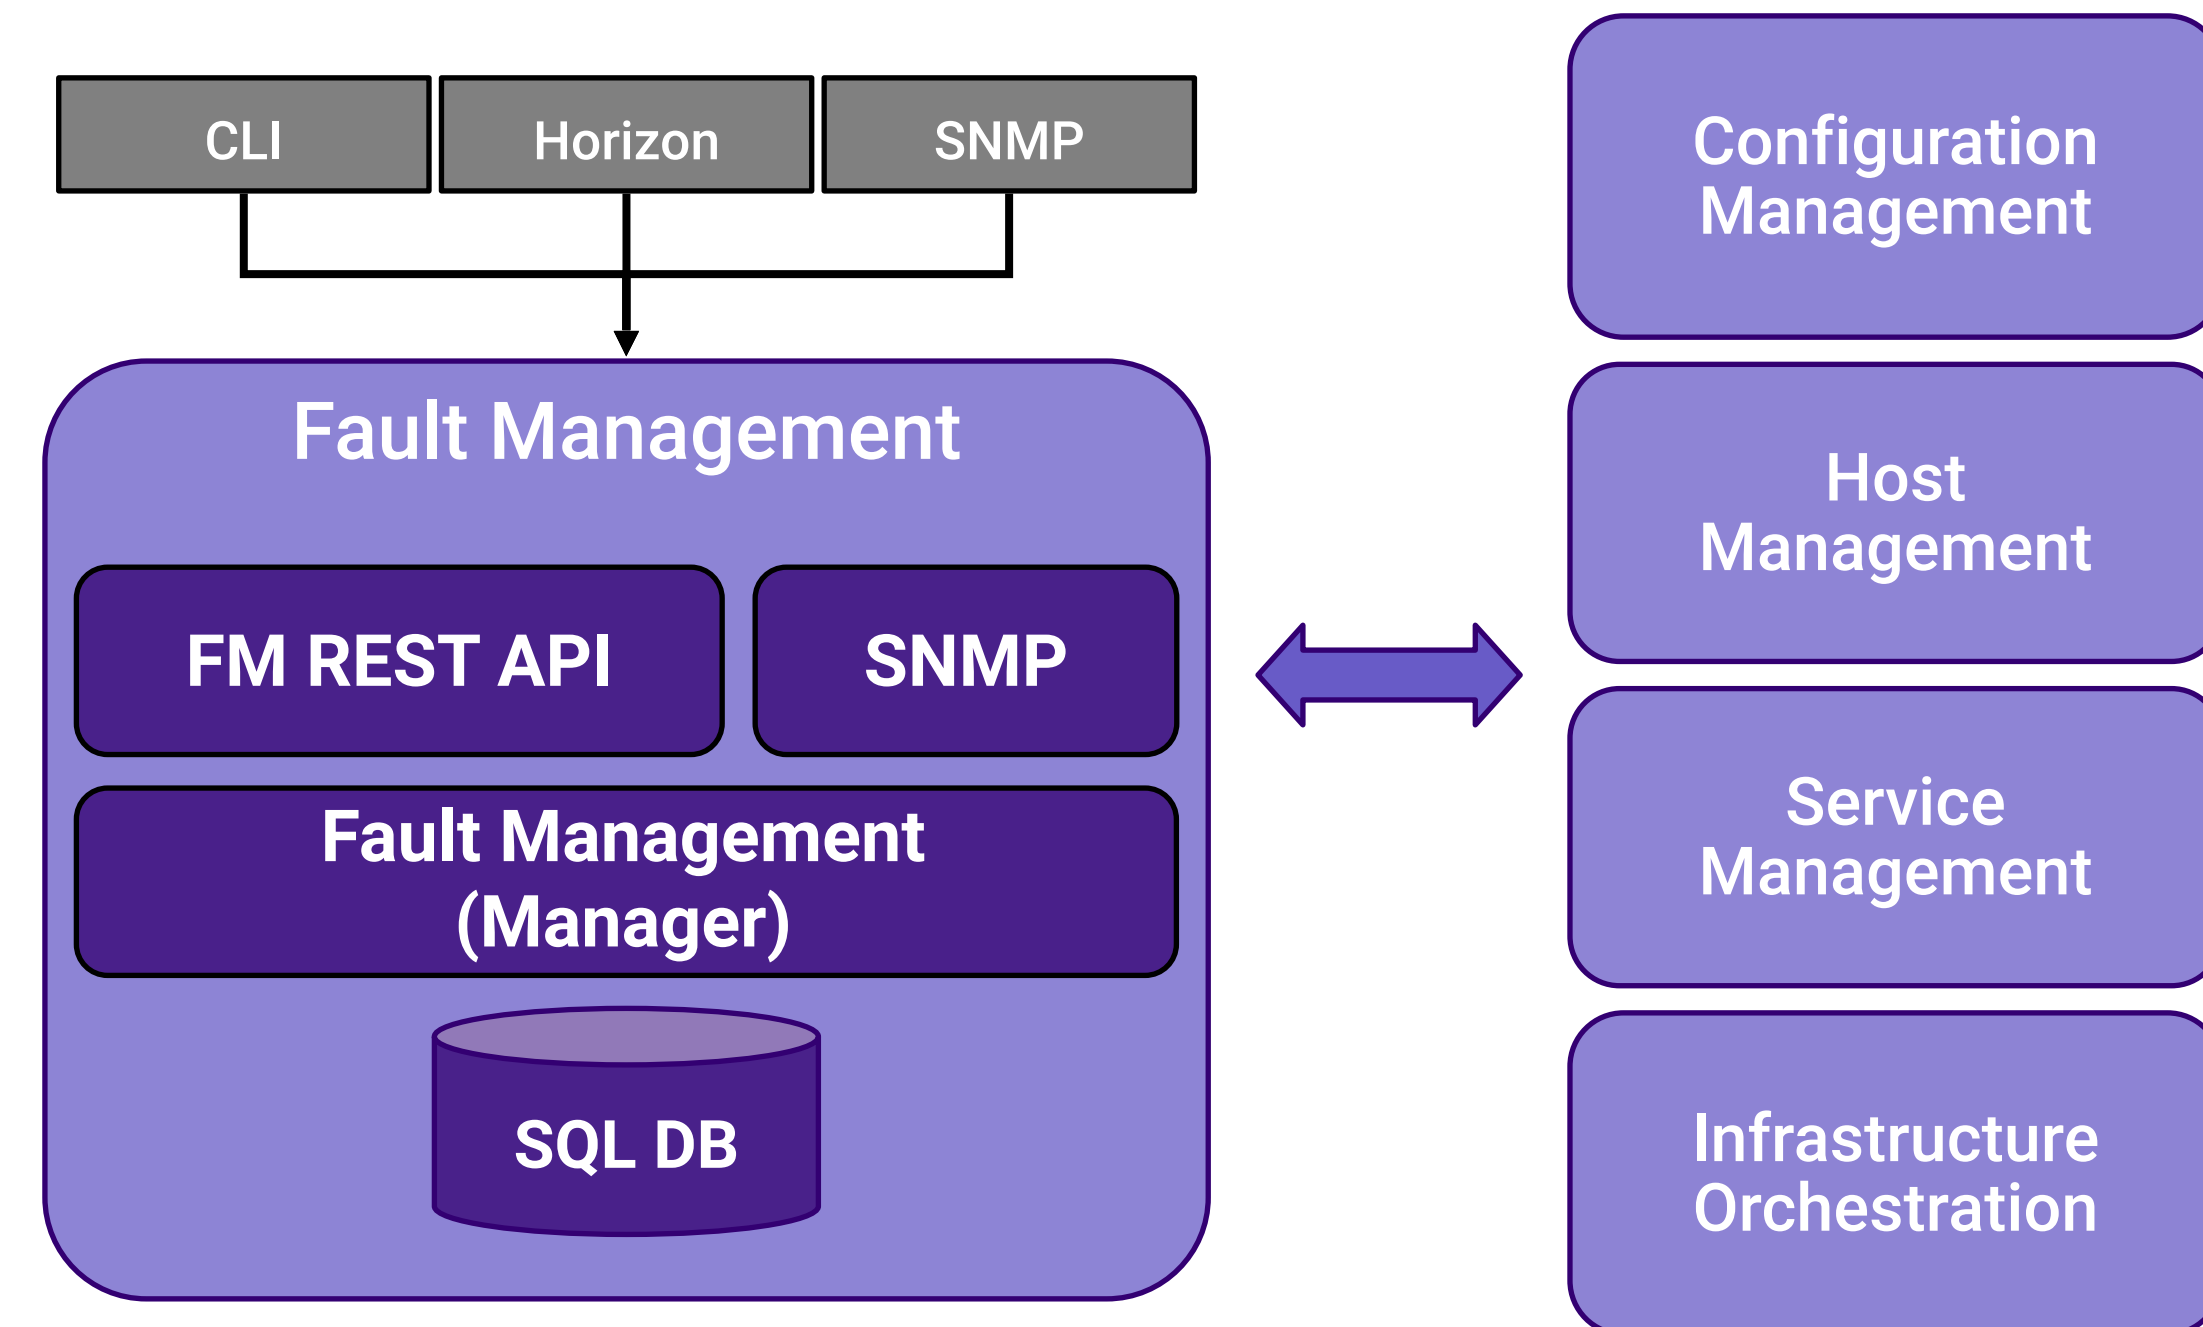 CLI
Horizon
SNMP
Fault Management
FM REST API
SNMP
Fault Management
(Manager)
SQL DB
Configuration
Management
Host
Management
Service
Management
Infrastructure
Orchestration